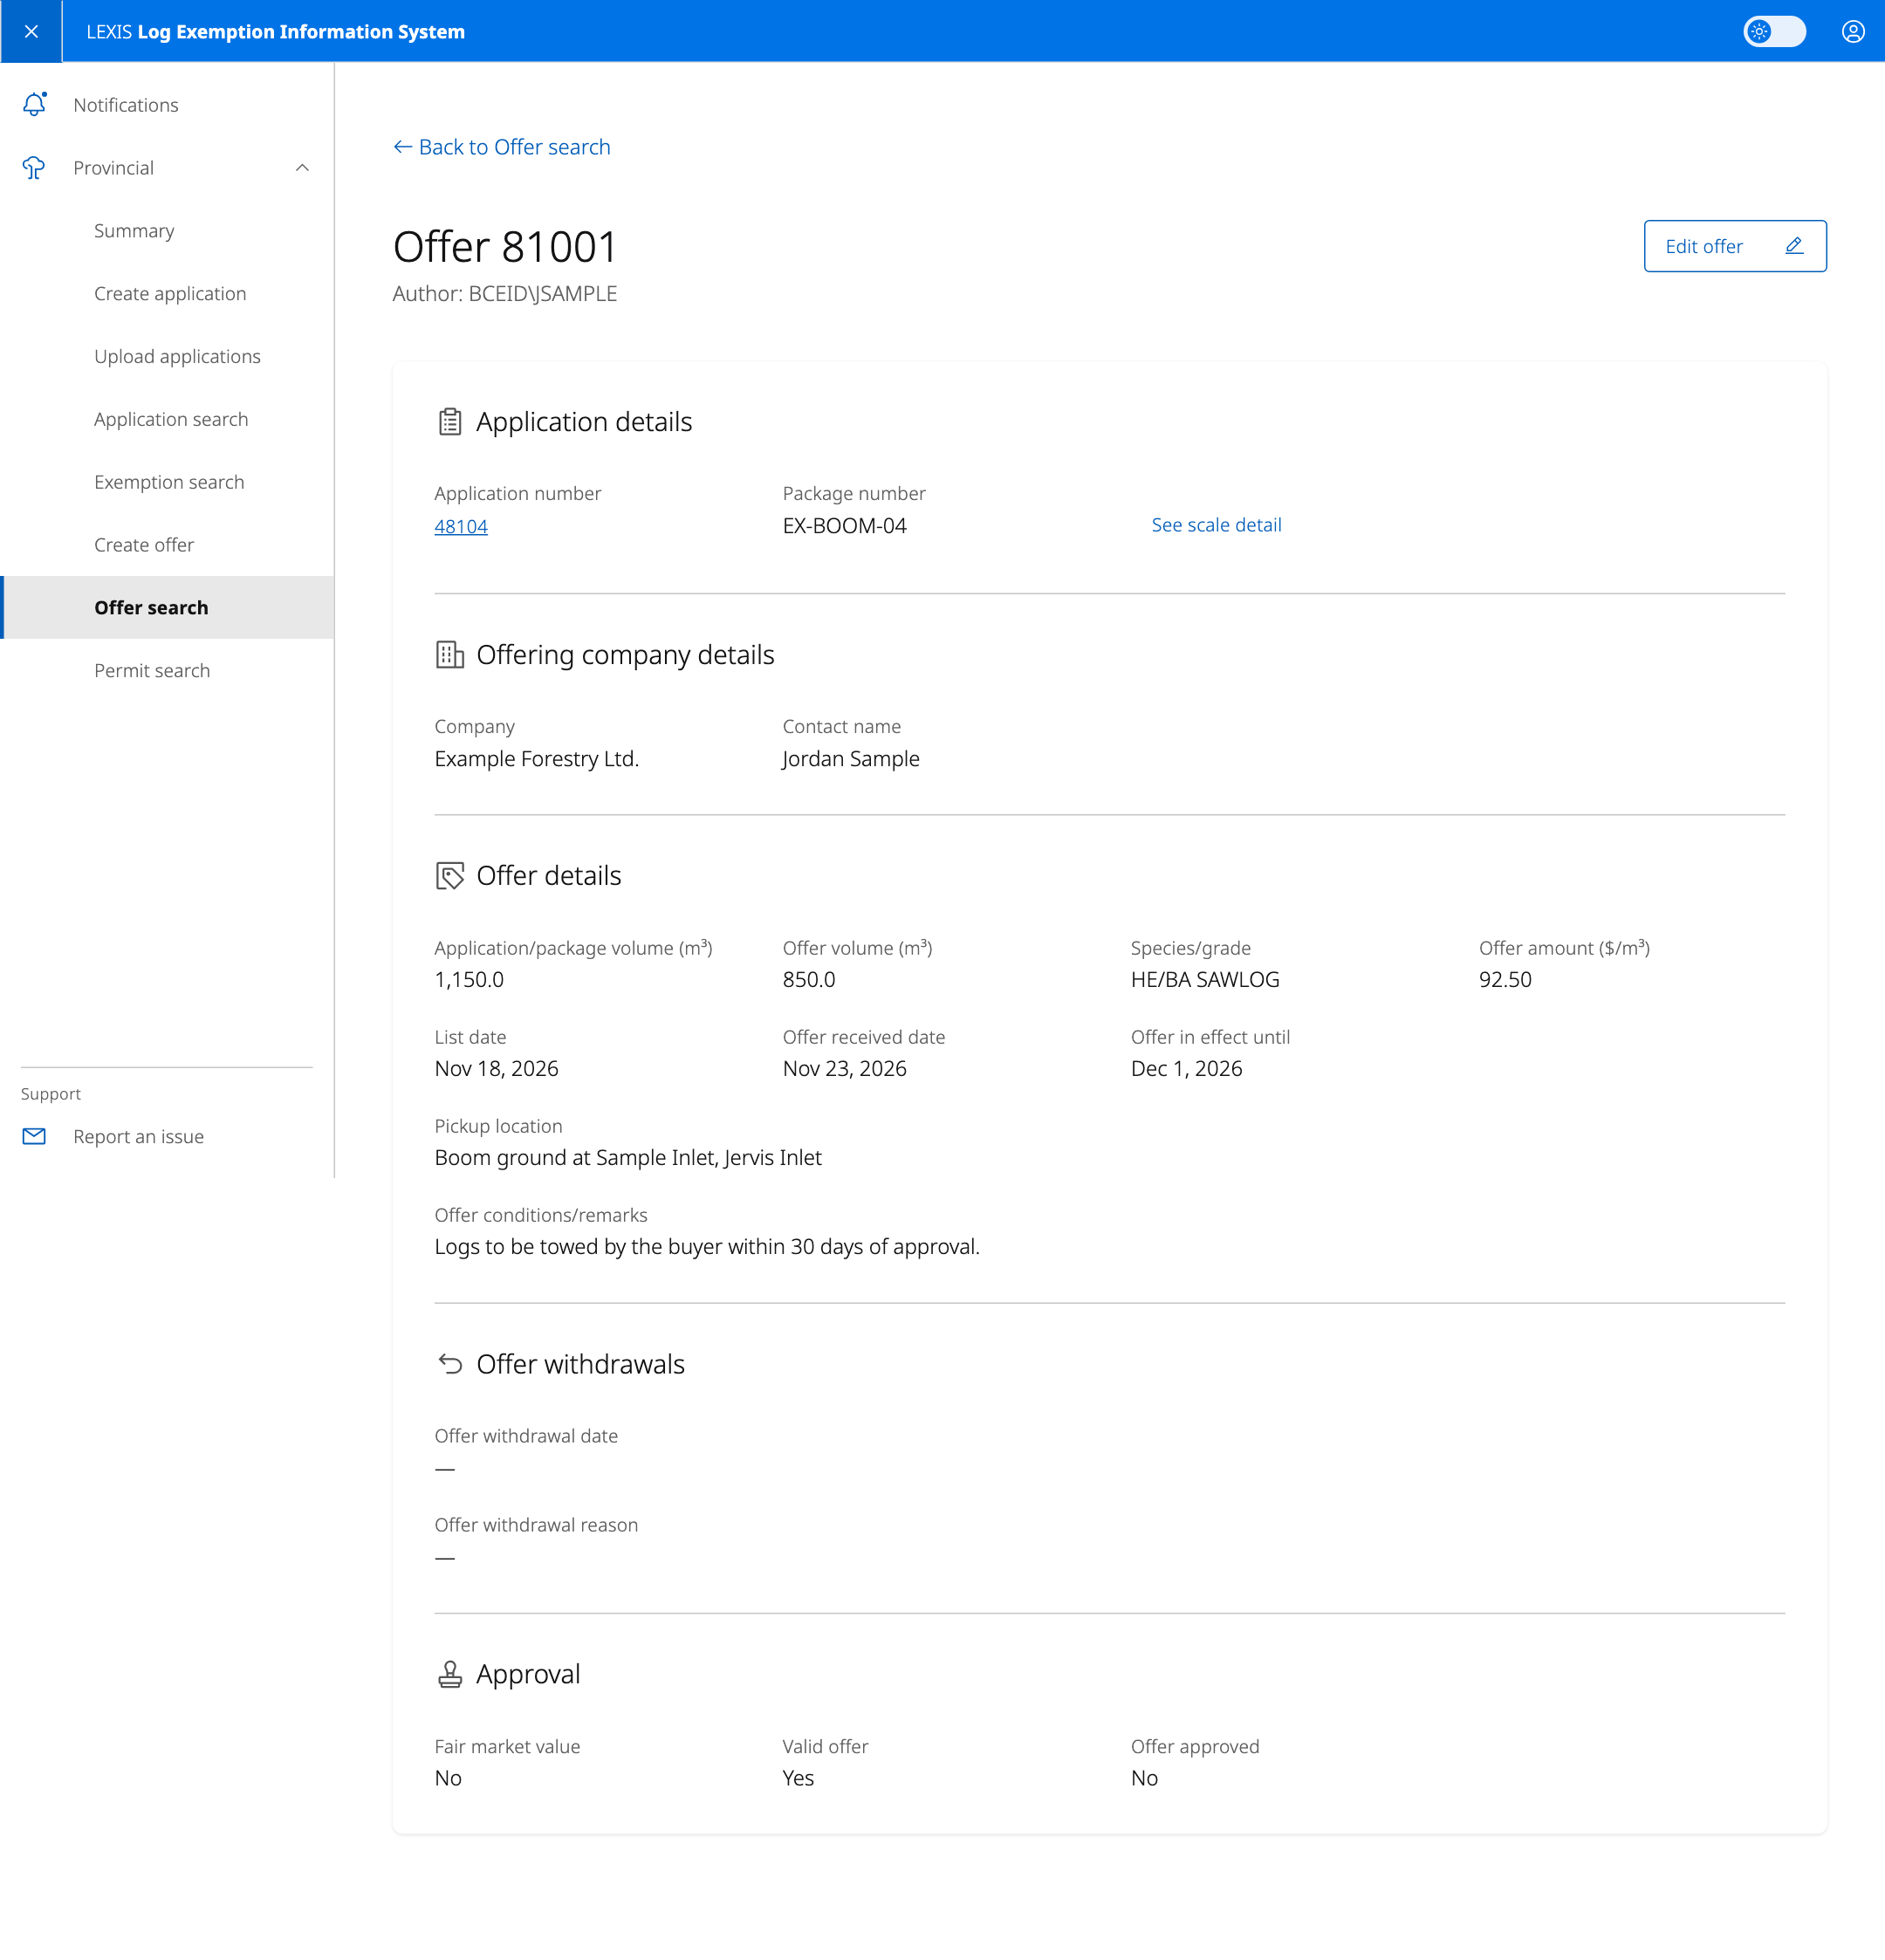 LEXIS Log Exemption Information System
Notifications
Provincial
Summary
Create application
Upload applications
Application search
Exemption search
Create offer
Offer search
Permit search
Support
Report an issue
← Back to Offer search
Offer 81001
Edit offer
Author: BCEID\JSAMPLE
Application details
Application number
48104
Package number
EX-BOOM-04
See scale detail
Offering company details
Company
Example Forestry Ltd.
Contact name
Jordan Sample
Offer details
Application/package volume (m³)
1,150.0
Offer volume (m³)
850.0
Species/grade
HE/BA SAWLOG
Offer amount ($/m³)
92.50
List date
Nov 18, 2026
Offer received date
Nov 23, 2026
Offer in effect until
Dec 1, 2026
Pickup location
Boom ground at Sample Inlet, Jervis Inlet
Offer conditions/remarks
Logs to be towed by the buyer within 30 days of approval.
Offer withdrawals
Offer withdrawal date
—
Offer withdrawal reason
—
Approval
Fair market value
No
Valid offer
Yes
Offer approved
No